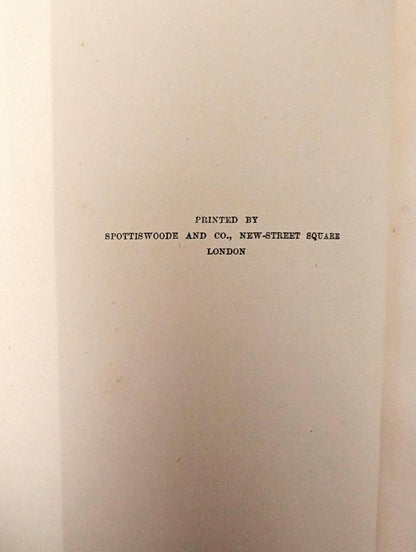 PRINTED BY
SPOTTISWOODE AND CO., NEW-STREET SQUARE
LONDON